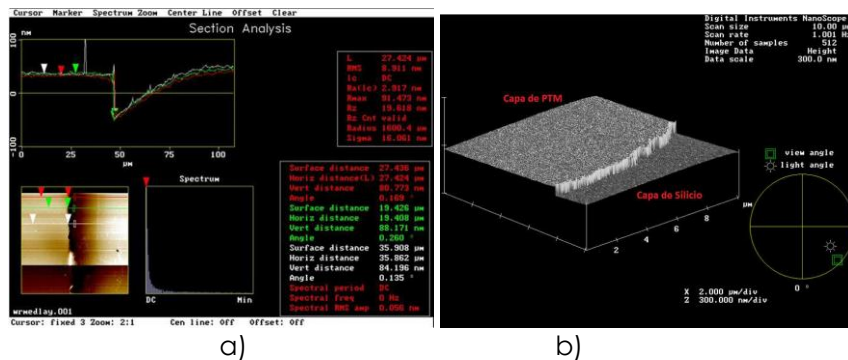 Cursor Marker Spectrum Zoom Center Line Offset Clear
Section Analysis
nm
100
0
-100
0
50
100
µm
L 27.424 µm
RMS 8.911 nm
lc DC
Ra(lc) 2.917 nm
Rmax 81.473 nm
Rz 19.618 nm
Rz Cnt valid
Radius 1600.4 µm
Sigma 16.061 nm
Surface distance 27.436 µm
Horiz distance(L) 27.424 µm
Vert distance 80.773 nm
Angle 0.169 °
Surface distance 19.426 µm
Horiz distance 19.408 µm
Vert distance 88.171 nm
Angle 0.260 °
Surface distance 35.908 µm
Horiz distance 35.862 µm
Vert distance 84.196 nm
Angle 0.135 °
Spectral period DC
Spectral freq 0 Hz
Spectral RMS amp 0.056 nm
Spectrum
DC
Min
wrmedlay.001
Cursor: fixed 3 Zoom: 2:1 Cen line: Off Offset: Off
a)
Digital Instruments NanoScope
Scan size 10.00 µ
Scan rate 1.001 Hz
Number of samples 512
Image Data Height
Data scale 300.0 nm
Capa de PTM
Capa de Silicio
view angle
light angle
2
4
6
8
µm
X 2.000 µm/div
Z 300.000 nm/div
0 °
b)